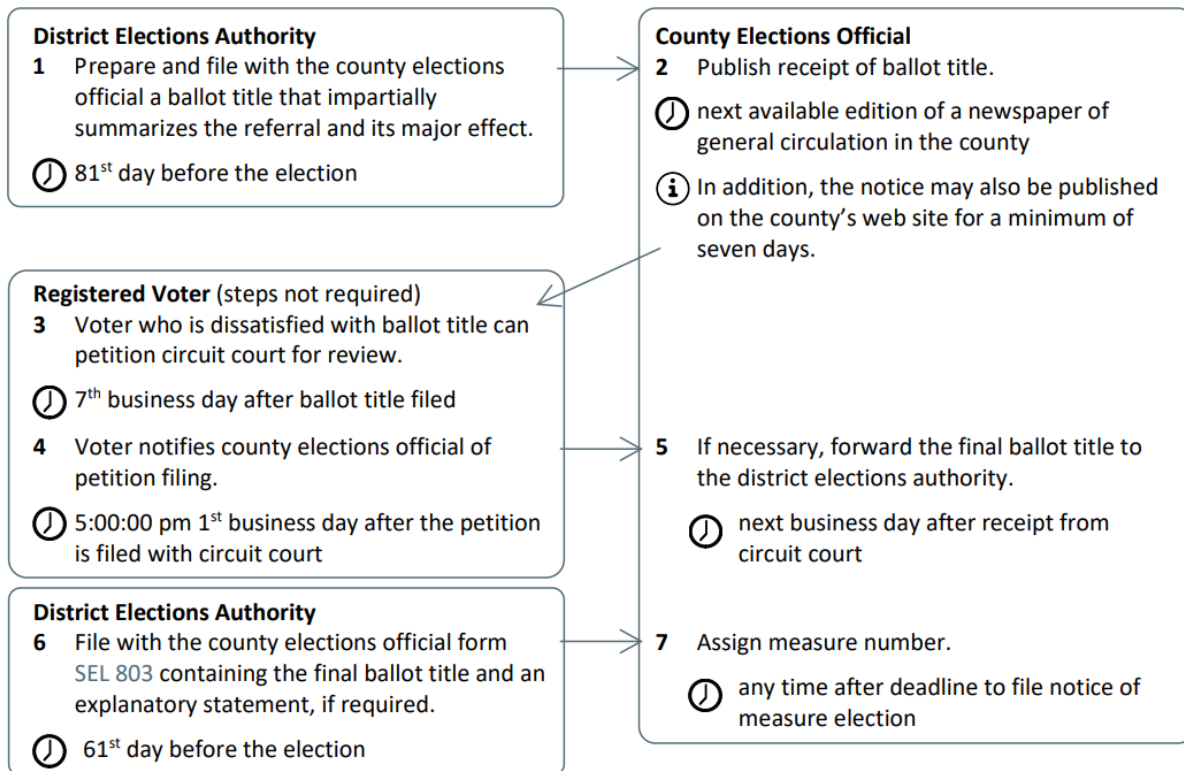 District Elections Authority
1 Prepare and file with the county elections
official a ballot title that impartially
summarizes the referral and its major effect.
81st day before the election
County Elections Official
2 Publish receipt of ballot title.
next available edition of a newspaper of
general circulation in the county
In addition, the notice may also be published
on the county’s web site for a minimum of
seven days.
Registered Voter (steps not required)
3 Voter who is dissatisfied with ballot title can
petition circuit court for review.
7th business day after ballot title filed
4 Voter notifies county elections official of
petition filing.
5:00:00 pm 1st business day after the petition
is filed with circuit court
5 If necessary, forward the final ballot title to
the district elections authority.
next business day after receipt from
circuit court
District Elections Authority
6 File with the county elections official form
SEL 803 containing the final ballot title and an
explanatory statement, if required.
61st day before the election
7 Assign measure number.
any time after deadline to file notice of
measure election